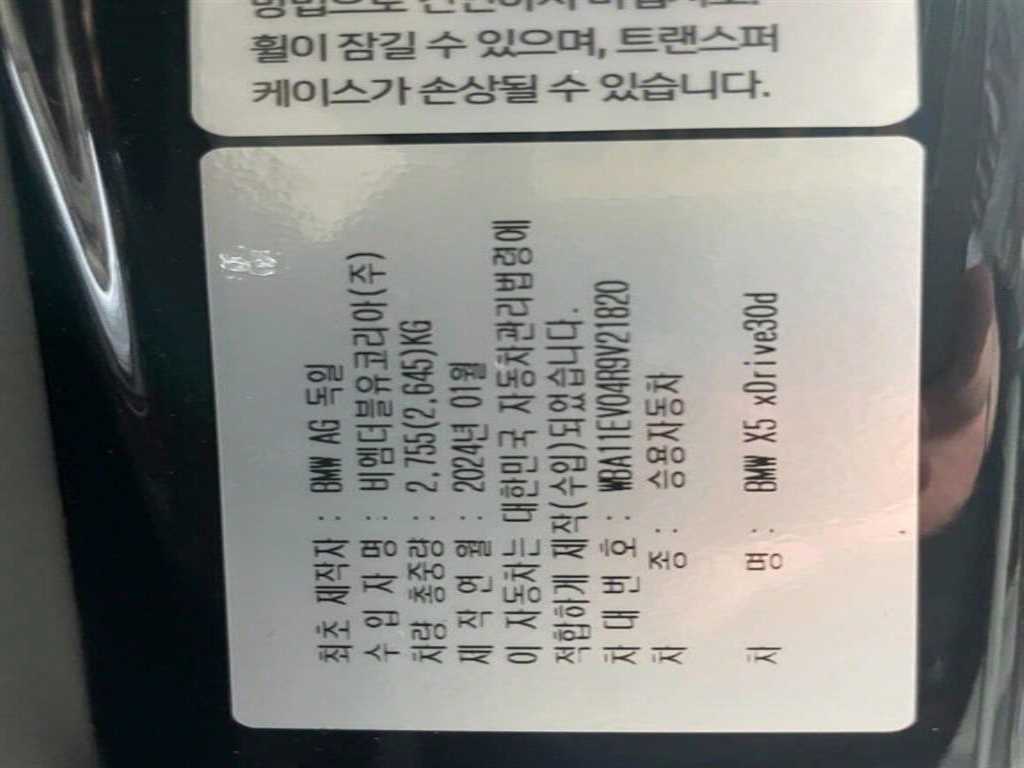 휠이 잠길 수 있으며, 트랜스퍼
케이스가 손상될 수 있습니다.
최초 제작자 : BMW AG 독일
수 입 자 명 : 비엠더블유코리아(주)
차량 총중량 : 2,755(2,645)KG
제 작 연 월 : 2024년 01월
이 자동차는 대한민국 자동차관리법령에
적합하게 제작(수입)되었습니다.
차 대 번 호 : WBA11EV04R9V21820
차 종 : 승용자동차
차 명 : BMW X5 xDrive30d